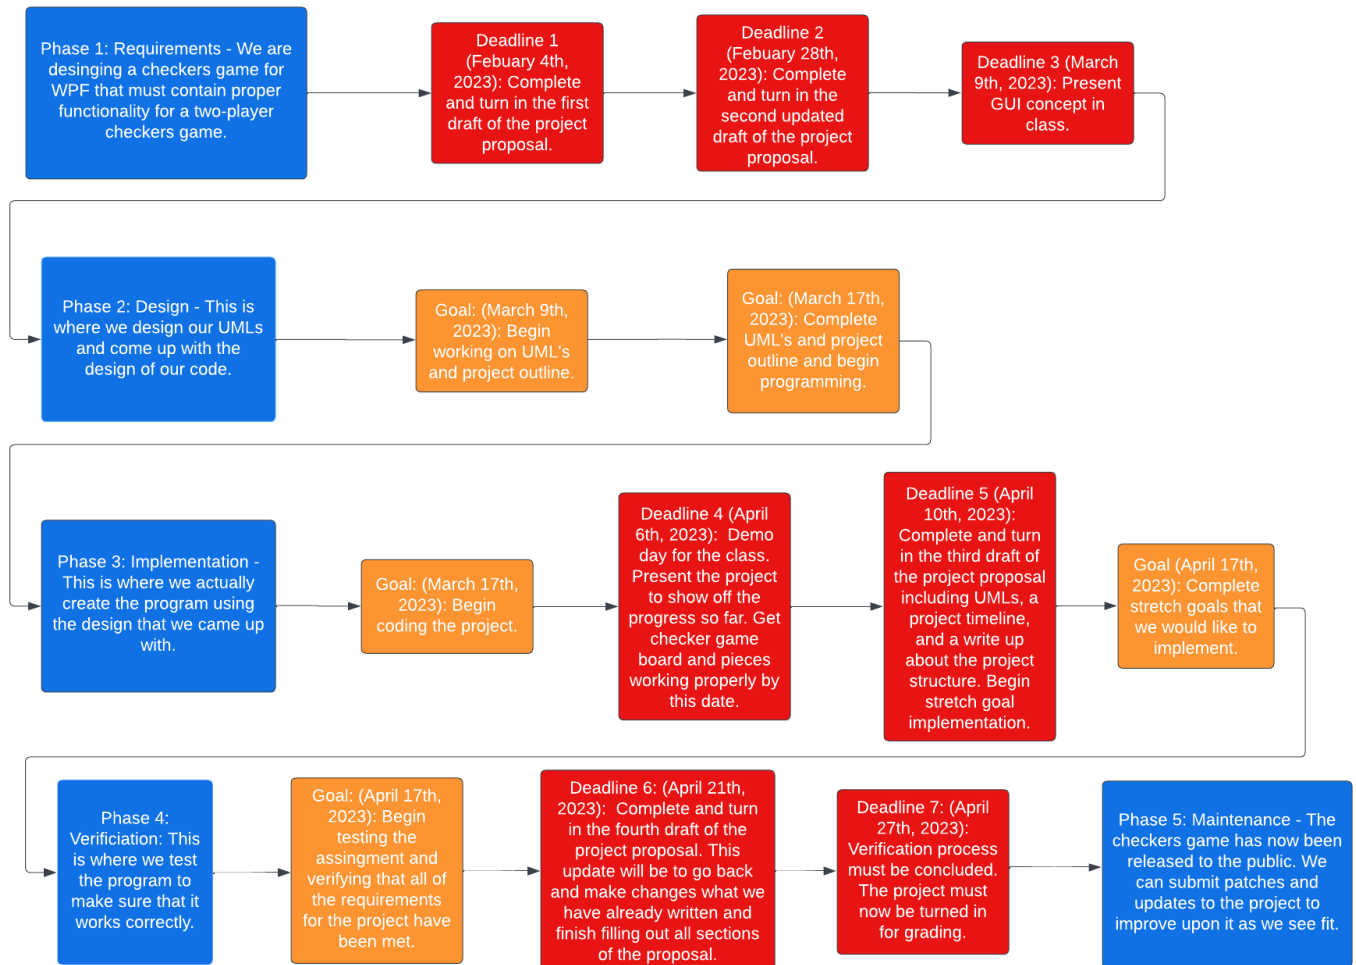 Phase 1: Requirements - We are
desinging a checkers game for
WPF that must contain proper
functionality for a two-player
checkers game.
Deadline 1
(Febuary 4th,
2023): Complete
and turn in the first
draft of the project
proposal.
Deadline 2
(Febuary 28th,
2023): Complete
and turn in the
second updated
draft of the project
proposal.
Deadline 3 (March
9th, 2023): Present
GUI concept in
class.
Phase 2: Design - This is
where we design our UMLs
and come up with the
design of our code.
Goal: (March 9th,
2023): Begin
working on UML's
and project outline.
Goal: (March 17th,
2023): Complete
UML's and project
outline and begin
programming.
Phase 3: Implementation -
This is where we actually
create the program using
the design that we came up
with.
Goal: (March 17th,
2023): Begin
coding the project.
Deadline 4 (April
6th, 2023): Demo
day for the class.
Present the project
to show off the
progress so far. Get
checker game
board and pieces
working properly by
this date.
Deadline 5 (April
10th, 2023):
Complete and turn
in the third draft of
the project proposal
including UMLs, a
project timeline,
and a write up
about the project
structure. Begin
stretch goal
implementation.
Goal (April 17th,
2023): Complete
stretch goals that
we would like to
implement.
Phase 4:
Verificiation: This
is where we test
the program to
make sure that it
works correctly.
Goal: (April 17th,
2023): Begin
testing the
assingment and
verifying that all of
the requirements
for the project have
been met.
Deadline 6: (April 21th,
2023): Complete and turn
in the fourth draft of the
project proposal. This
update will be to go back
and make changes what we
have already written and
finish filling out all sections
of the proposal.
Deadline 7: (April
27th, 2023):
Verification process
must be concluded.
The project must
now be turned in
for grading.
Phase 5: Maintenance - The
checkers game has now been
released to the public. We
can submit patches and
updates to the project to
improve upon it as we see fit.